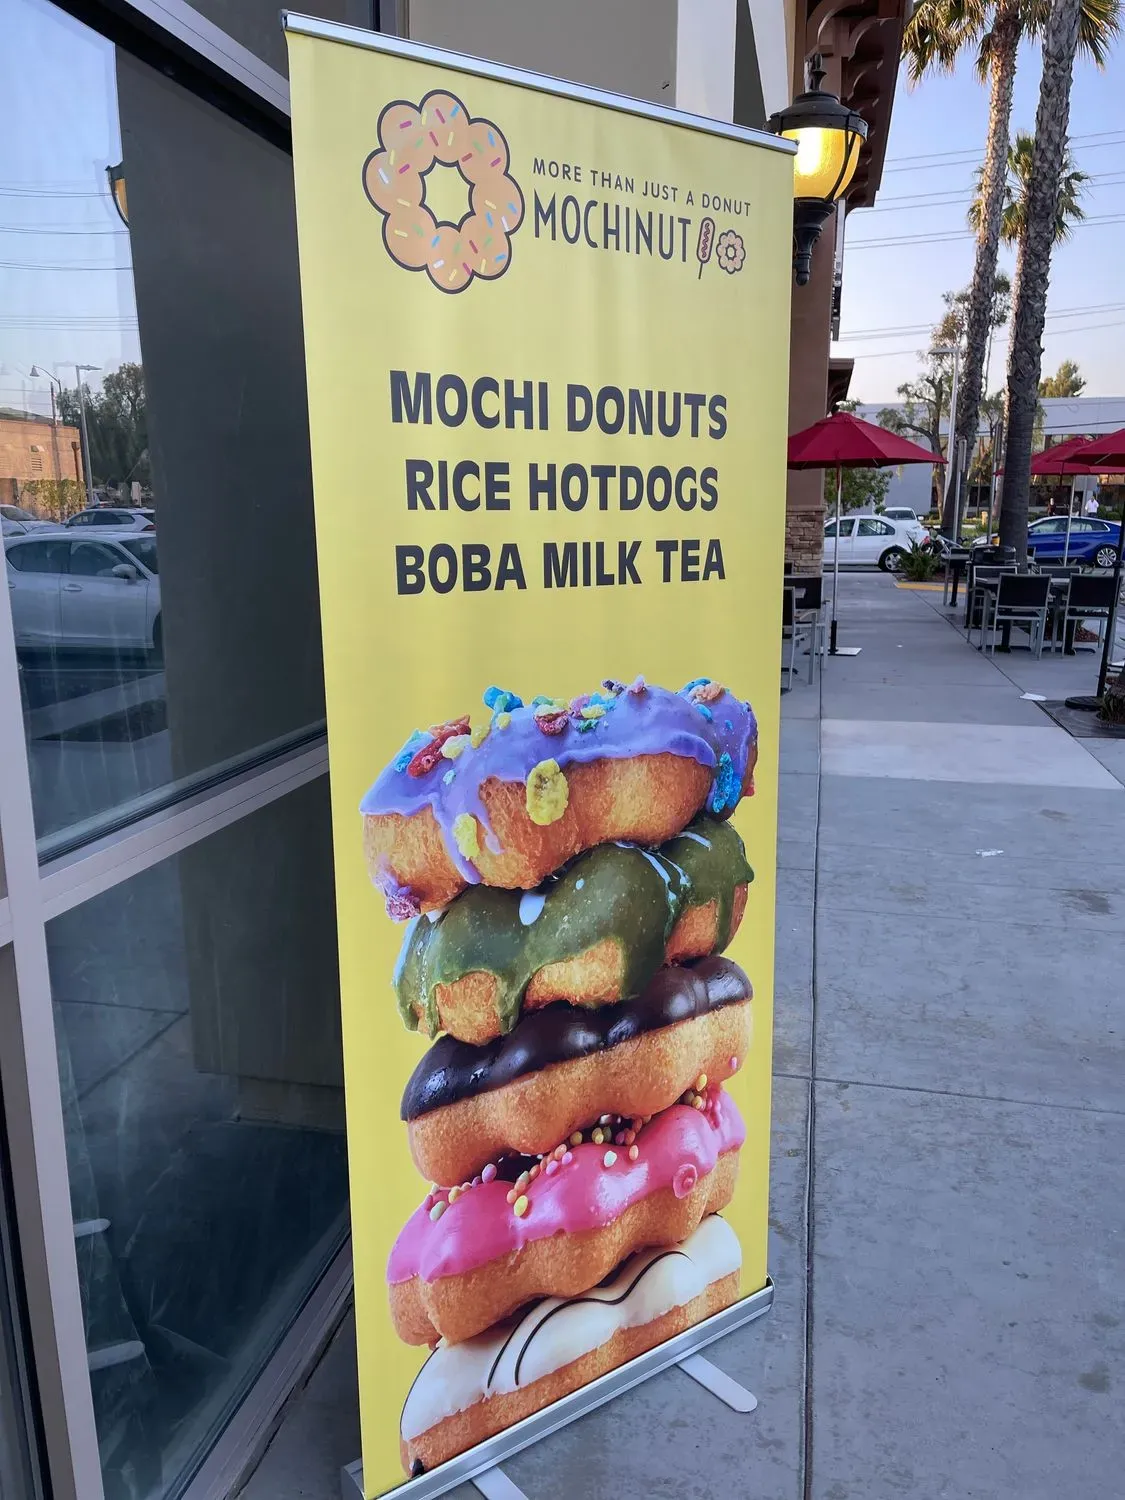 MORE THAN JUST A DONUT
MOCHINUT
MOCHI DONUTS
RICE HOTDOGS
BOBA MILK TEA